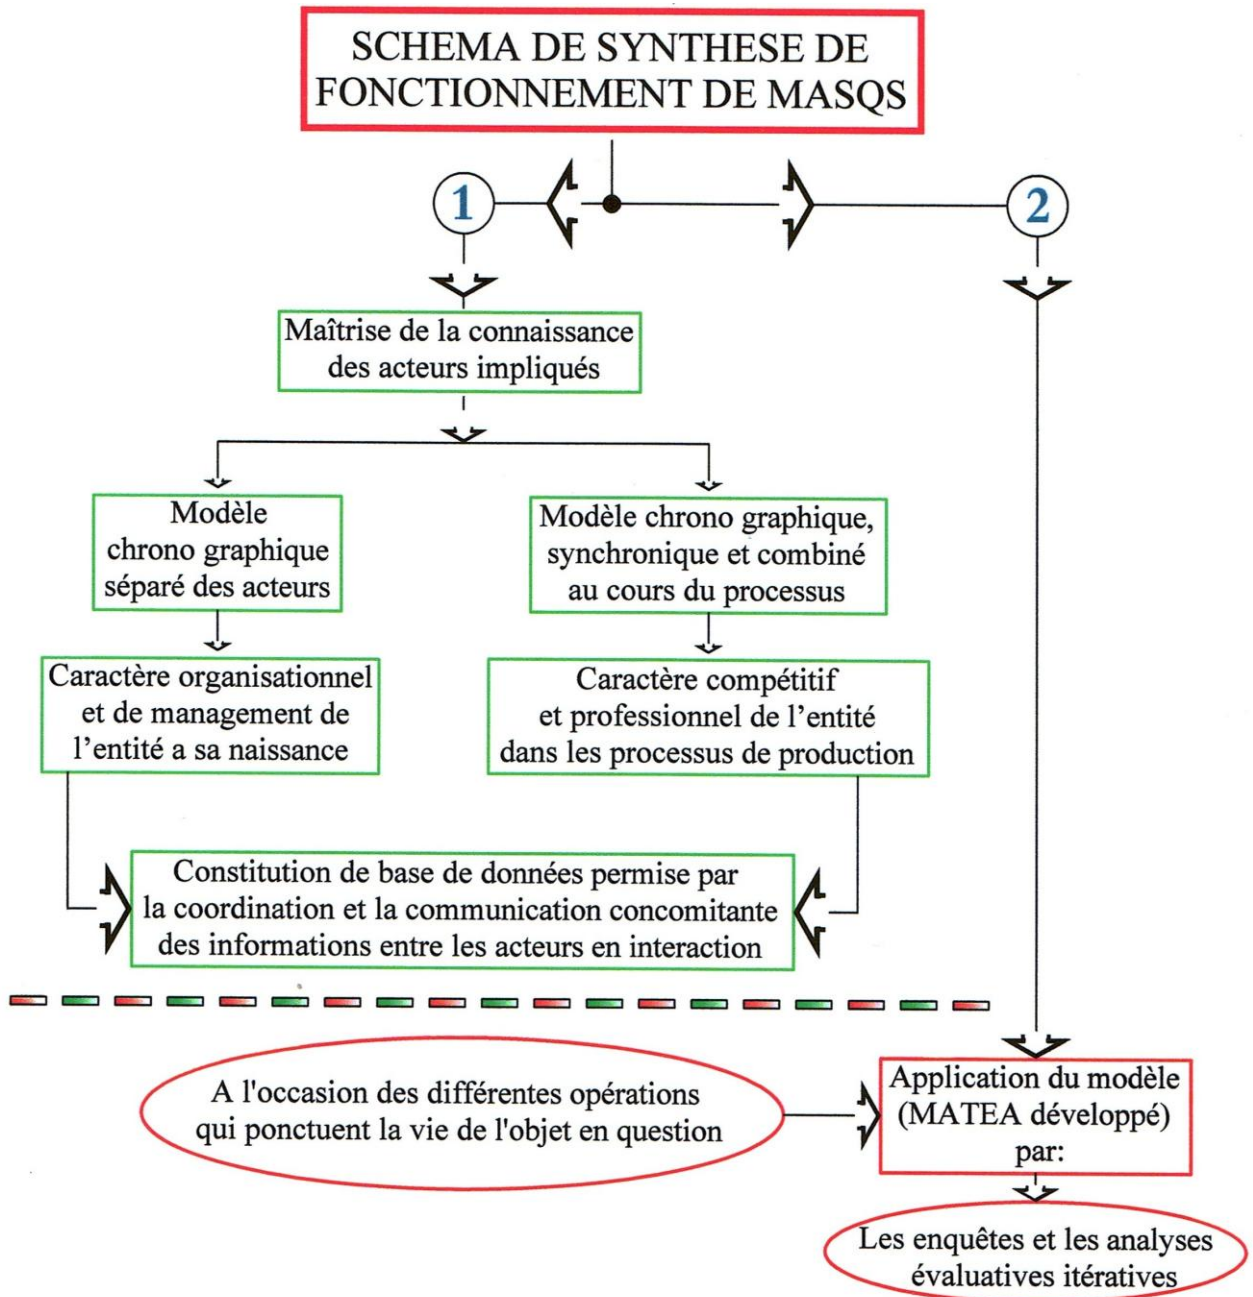 SCHEMA DE SYNTHESE DE
FONCTIONNEMENT DE MASQS
1
2
Maîtrise de la connaissance
des acteurs impliqués
Modèle
chrono graphique
séparé des acteurs
Modèle chrono graphique,
synchronique et combiné
au cours du processus
Caractère organisationnel
et de management de
l’entité a sa naissance
Caractère compétitif
et professionnel de l’entité
dans les processus de production
Constitution de base de données permise par
la coordination et la communication concomitante
des informations entre les acteurs en interaction
A l'occasion des différentes opérations
qui ponctuent la vie de l'objet en question
Application du modèle
(MATEA développé)
par:
Les enquêtes et les analyses
évaluatives itératives